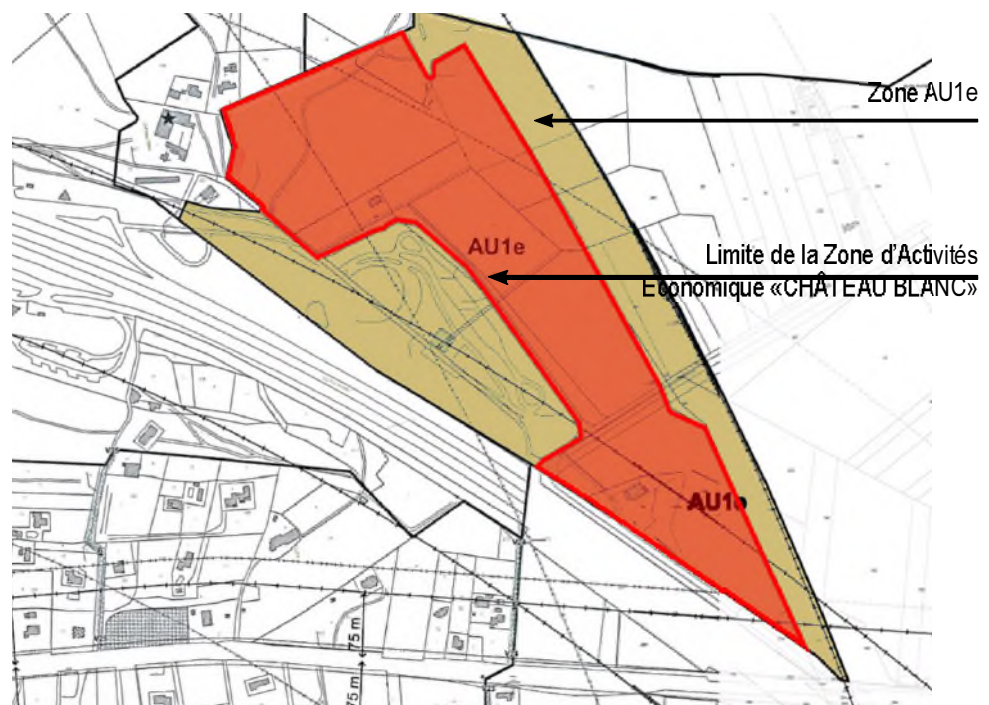 Zone AU1e
Limite de la Zone d'Activités
Economique «CHÂTEAU BLANC»
AU1e
AU1e
75 m
75 m